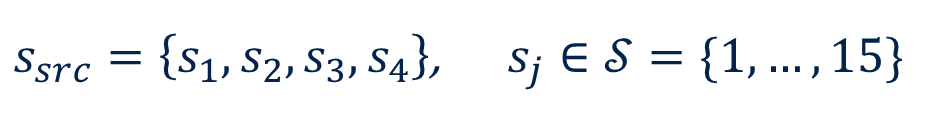 s_src = {s_1, s_2, s_3, s_4}, s_j ∈ 𝒮 = {1, … , 15}